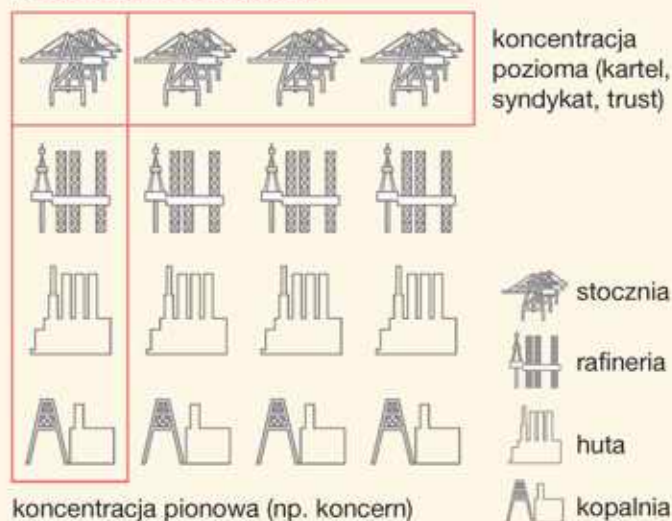 koncentracja
pozioma (kartel,
syndykat, trust)
stocznia
rafineria
huta
kopalnia
koncentracja pionowa (np. koncern)